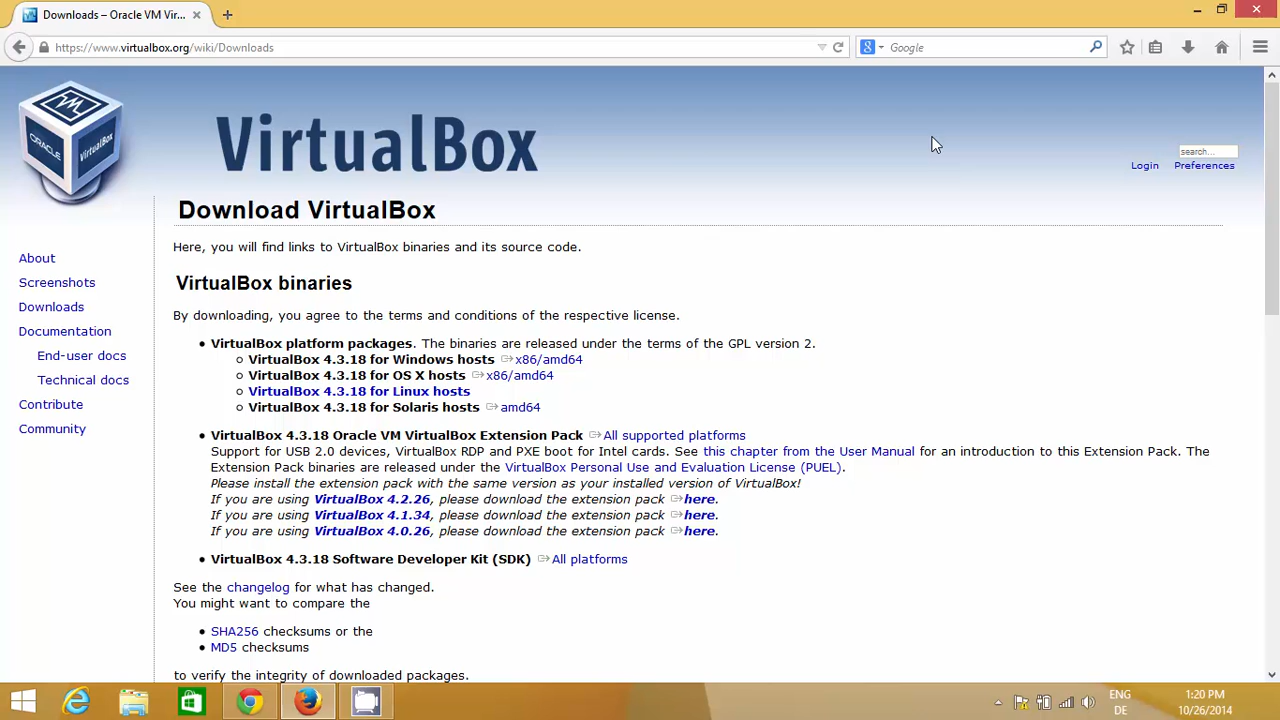 Downloads – Oracle VM Vir...
https://www.virtualbox.org/wiki/Downloads
Google
ORACLE
VirtualBox
VirtualBox
search...
Login Preferences
Download VirtualBox
Here, you will find links to VirtualBox binaries and its source code.
About
Screenshots
Downloads
Documentation
End-user docs
Technical docs
Contribute
Community
VirtualBox binaries
By downloading, you agree to the terms and conditions of the respective license.
• VirtualBox platform packages. The binaries are released under the terms of the GPL version 2.
VirtualBox 4.3.18 for Windows hosts x86/amd64
VirtualBox 4.3.18 for OS X hosts x86/amd64
VirtualBox 4.3.18 for Linux hosts
VirtualBox 4.3.18 for Solaris hosts amd64
• VirtualBox 4.3.18 Oracle VM VirtualBox Extension Pack All supported platforms
Support for USB 2.0 devices, VirtualBox RDP and PXE boot for Intel cards. See this chapter from the User Manual for an introduction to this Extension Pack. The
Extension Pack binaries are released under the VirtualBox Personal Use and Evaluation License (PUEL).
Please install the extension pack with the same version as your installed version of VirtualBox!
If you are using VirtualBox 4.2.26, please download the extension pack here.
If you are using VirtualBox 4.1.34, please download the extension pack here.
If you are using VirtualBox 4.0.26, please download the extension pack here.
• VirtualBox 4.3.18 Software Developer Kit (SDK) All platforms
See the changelog for what has changed.
You might want to compare the
• SHA256 checksums or the
• MD5 checksums
to verify the integrity of downloaded packages.
ENG
DE
1:20 PM
10/26/2014